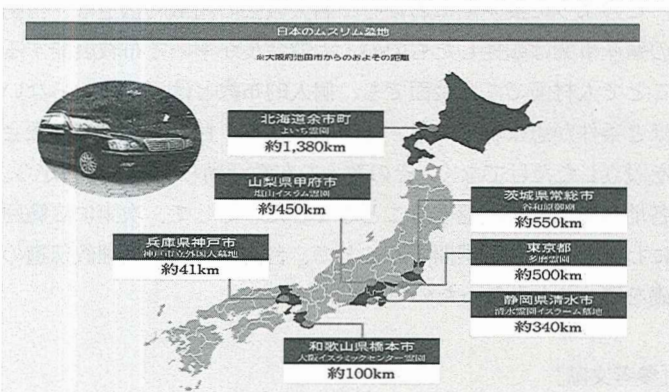 日本のムスリム墓地
※大阪府池田市からのおよその距離
北海道余市町
よいち霊園
約1,380km
山梨県甲府市
塩山イスラム霊園
約450km
茨城県常総市
谷和原御廟
約550km
兵庫県神戸市
神戸市立外国人墓地
約41km
東京都
多磨霊園
約500km
静岡県清水市
清水霊園イスラーム墓地
約340km
和歌山県橋本市
大阪イスラミックセンター霊園
約100km